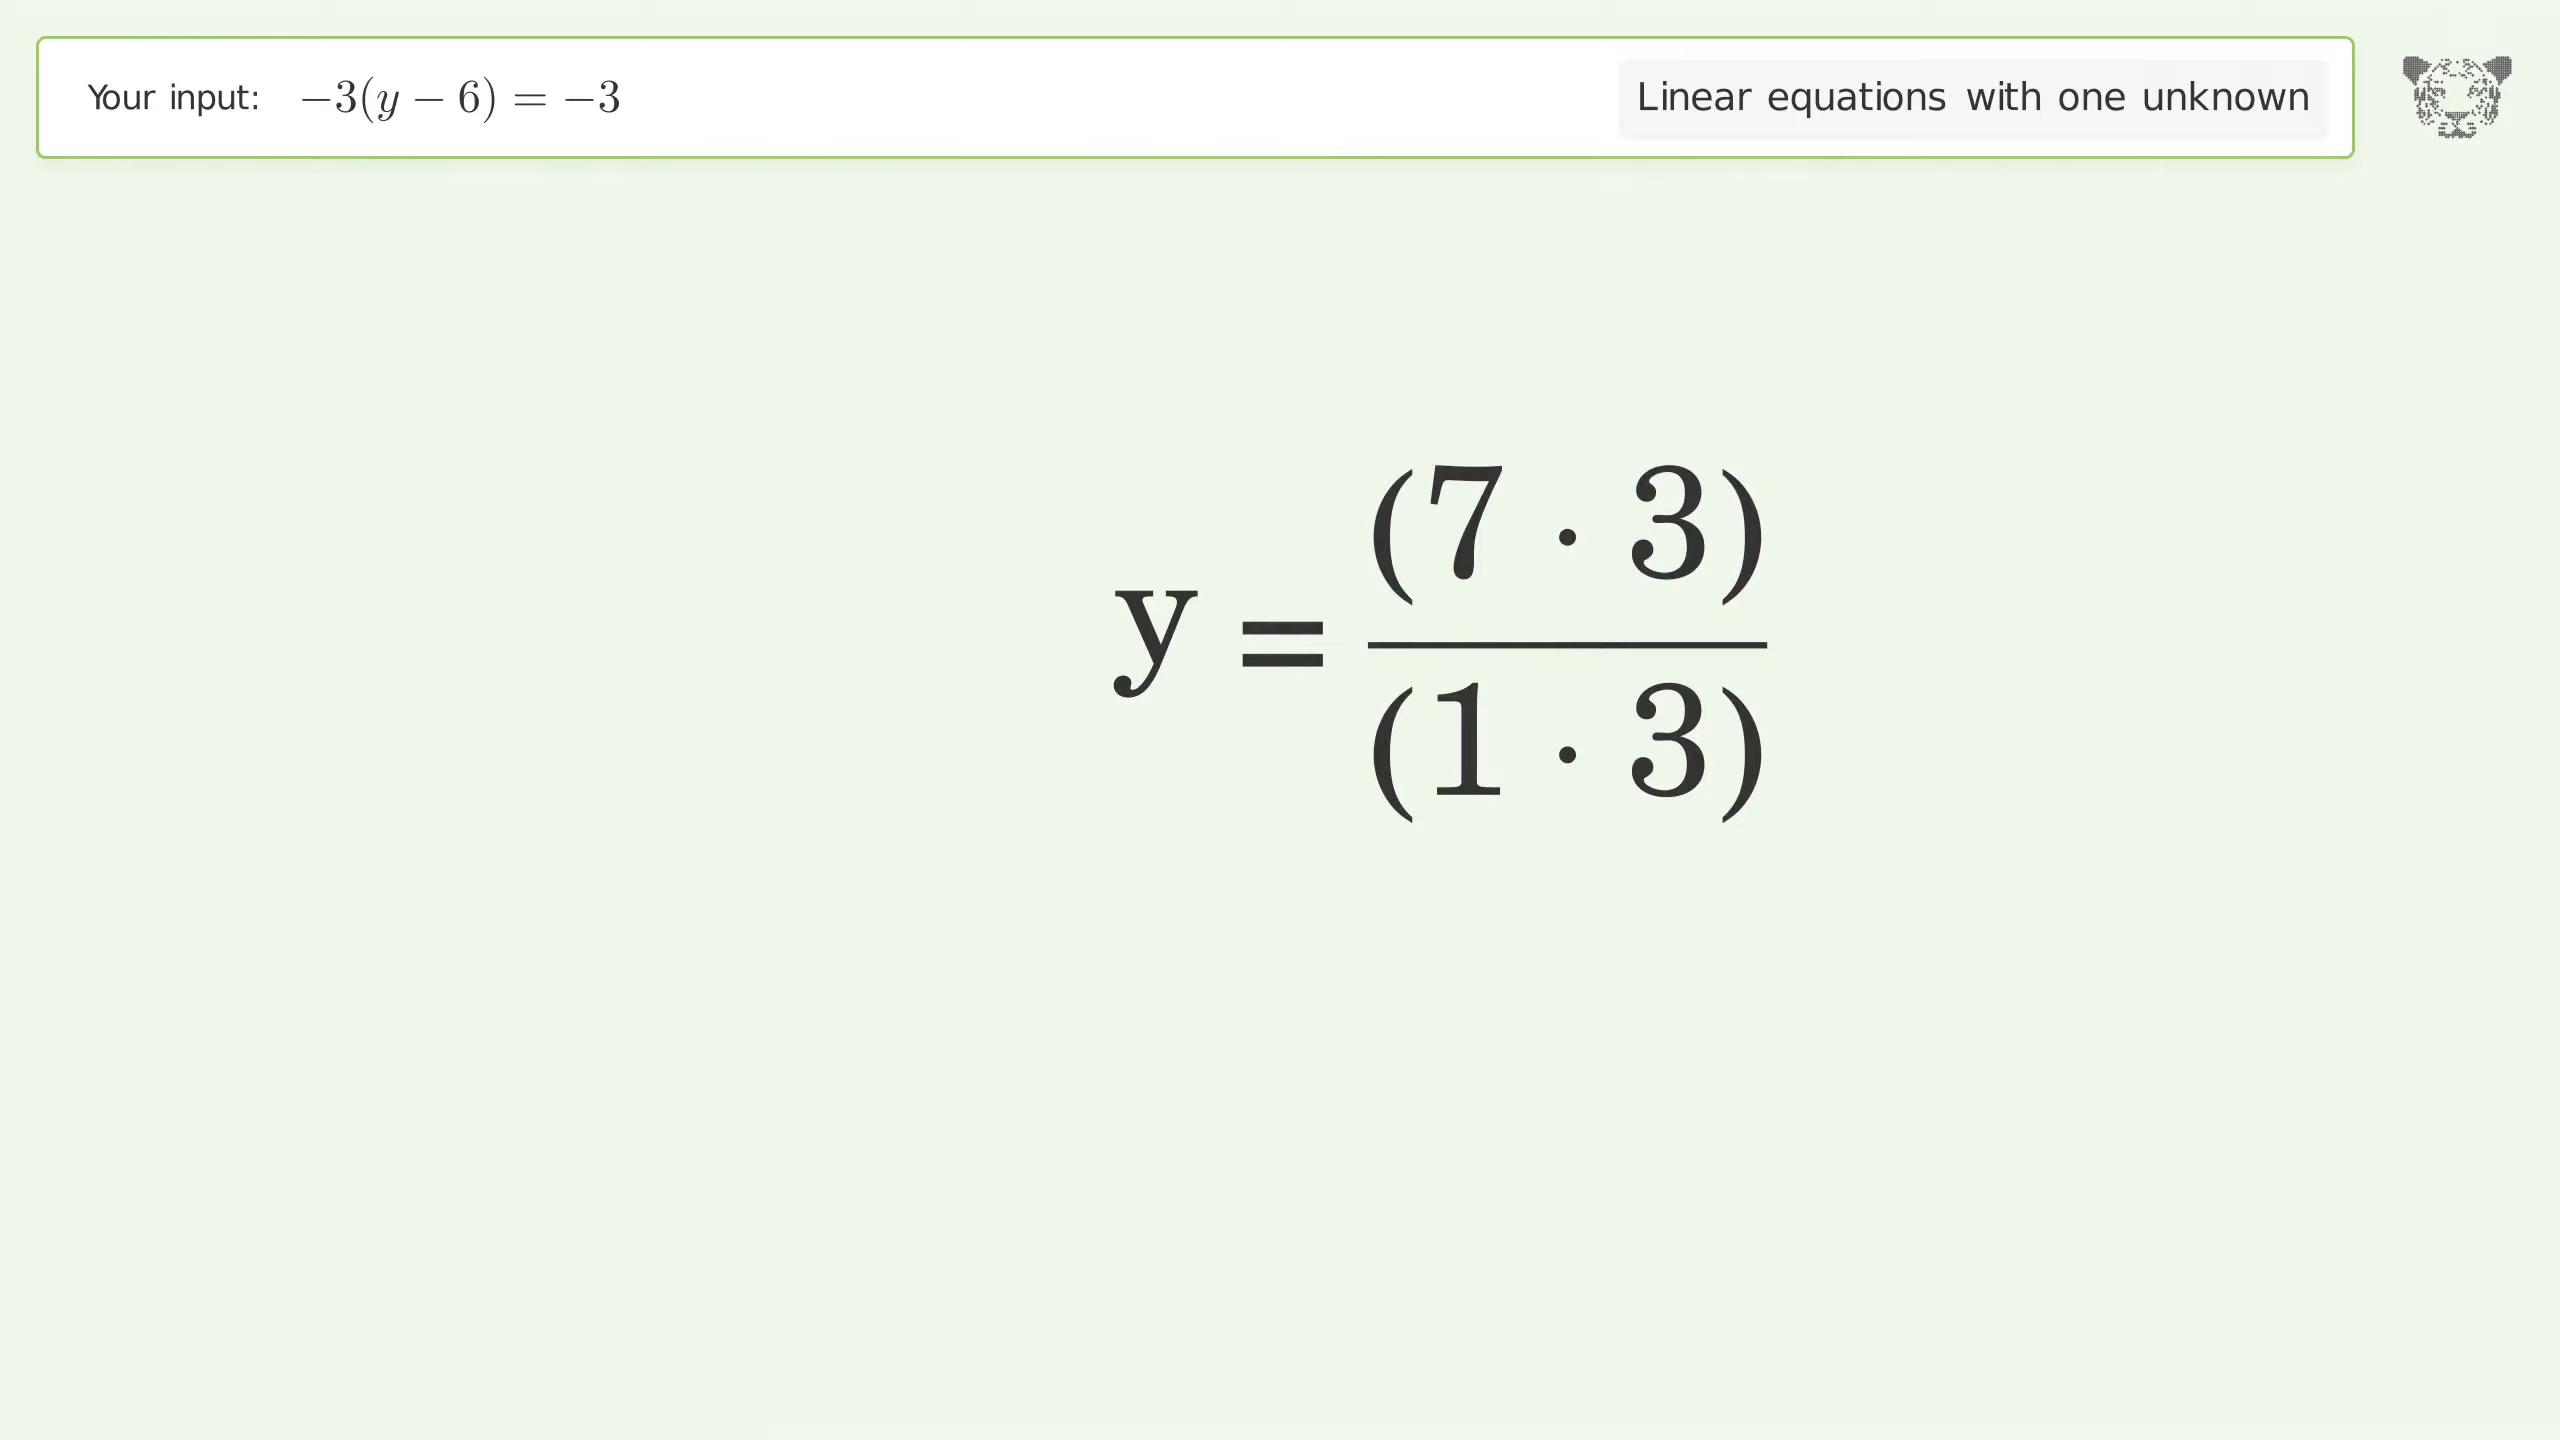 Your input: −3(y − 6) = −3
Linear equations with one unknown
y = (7 · 3)
(1 · 3)